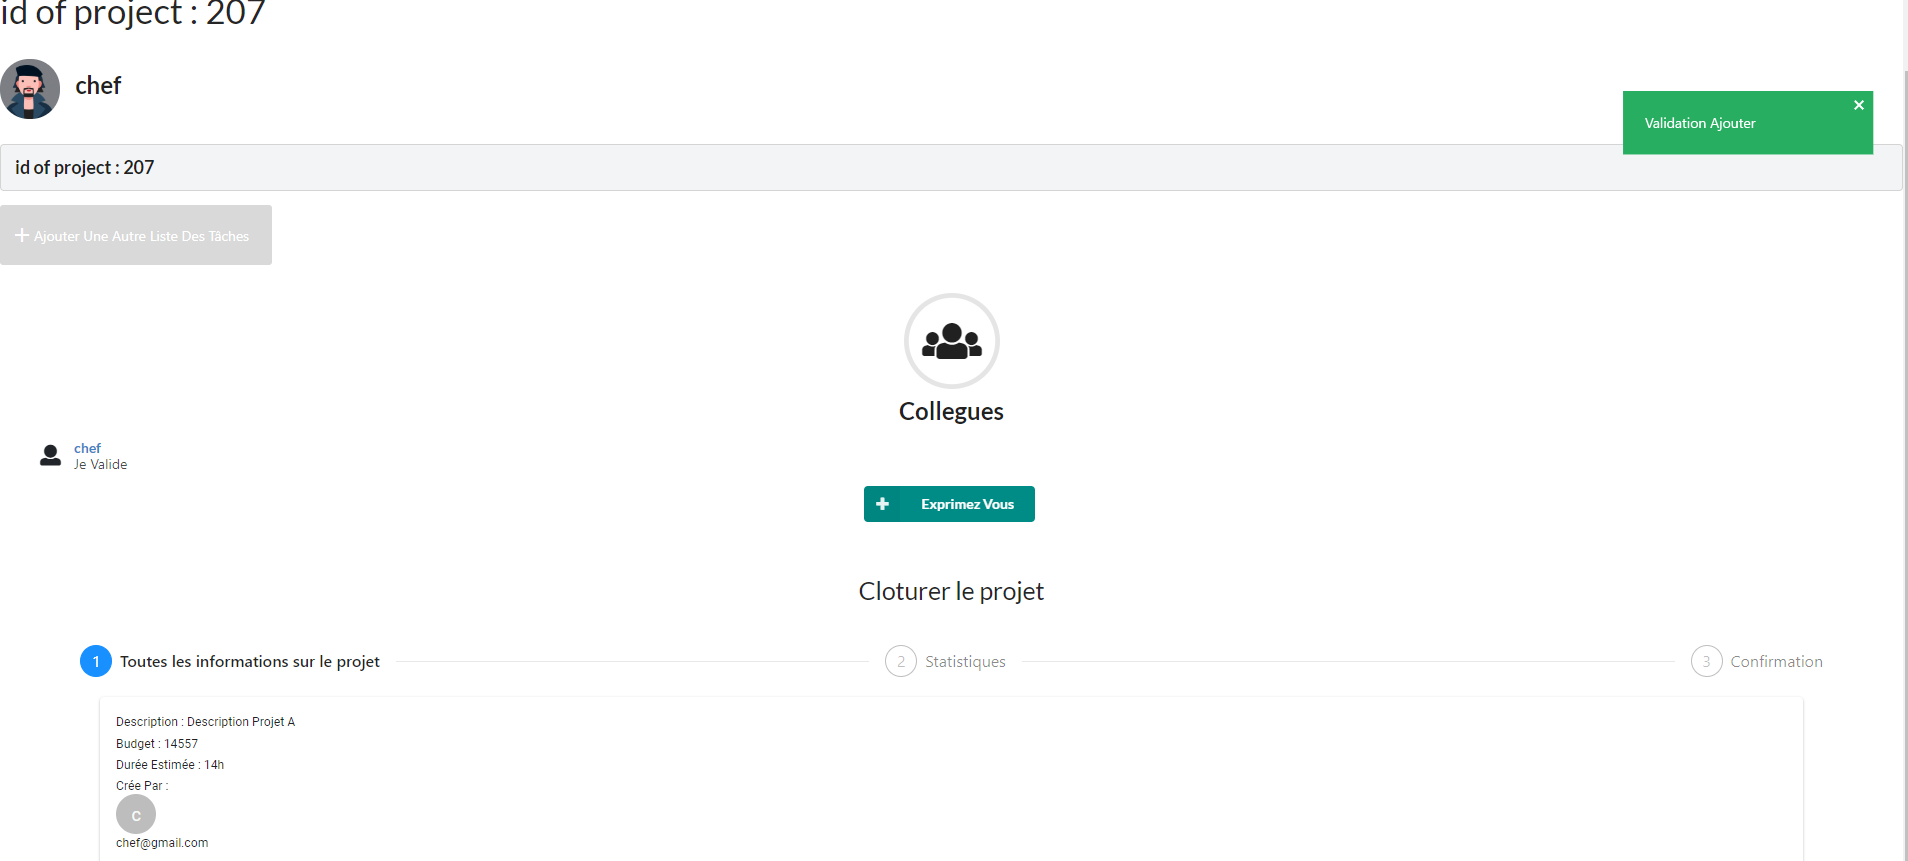 id of project : 207
chef
Validation Ajouter
id of project : 207
Ajouter Une Autre Liste Des Tâches
Collegues
chef
Je Valide
Exprimez Vous
Cloturer le projet
1 Toutes les informations sur le projet
2 Statistiques
3 Confirmation
Description : Description Projet A
Budget : 14557
Durée Estimée : 14h
Crée Par :
C
chef@gmail.com